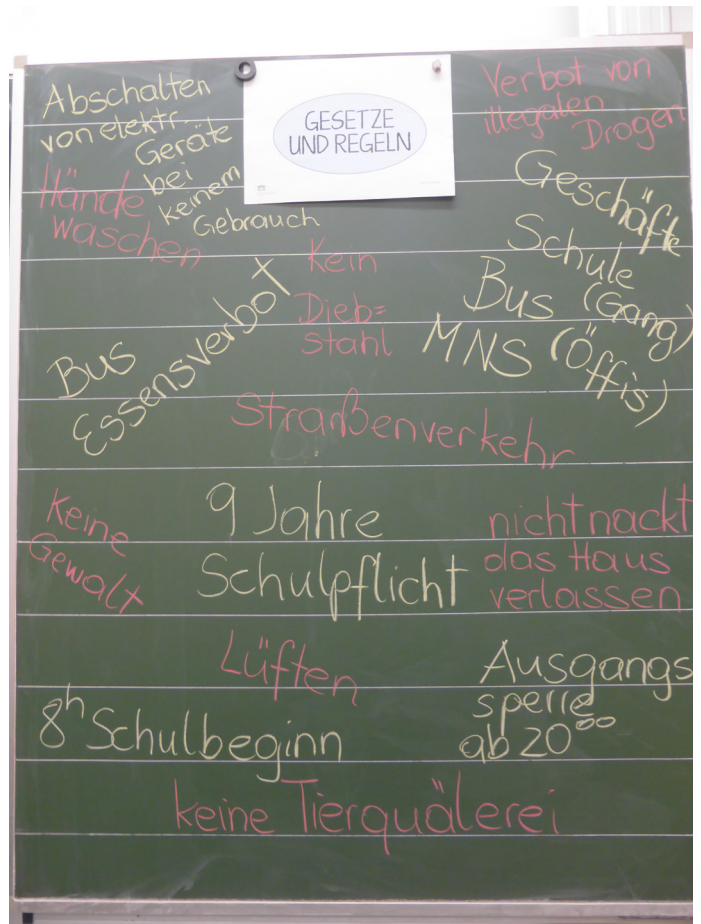 Abschalten
von elektr.
Geräte
bei
keinem
Gebrauch
GESETZE
UND REGELN
Verbot von
illegalen
Drogen
Hände
waschen
Kein
Dieb=
stahl
Geschäfte
Schule
Bus (Gang)
MNS (Öffis)
Bus
Essensverbot
Straßenverkehr
Keine
Gewalt
9 Jahre
Schulpflicht
nicht nackt
das Haus
verlassen
Lüften
Ausgangs
sperre
ab 20⁰⁰
8ʰ Schulbeginn
keine Tierquälerei